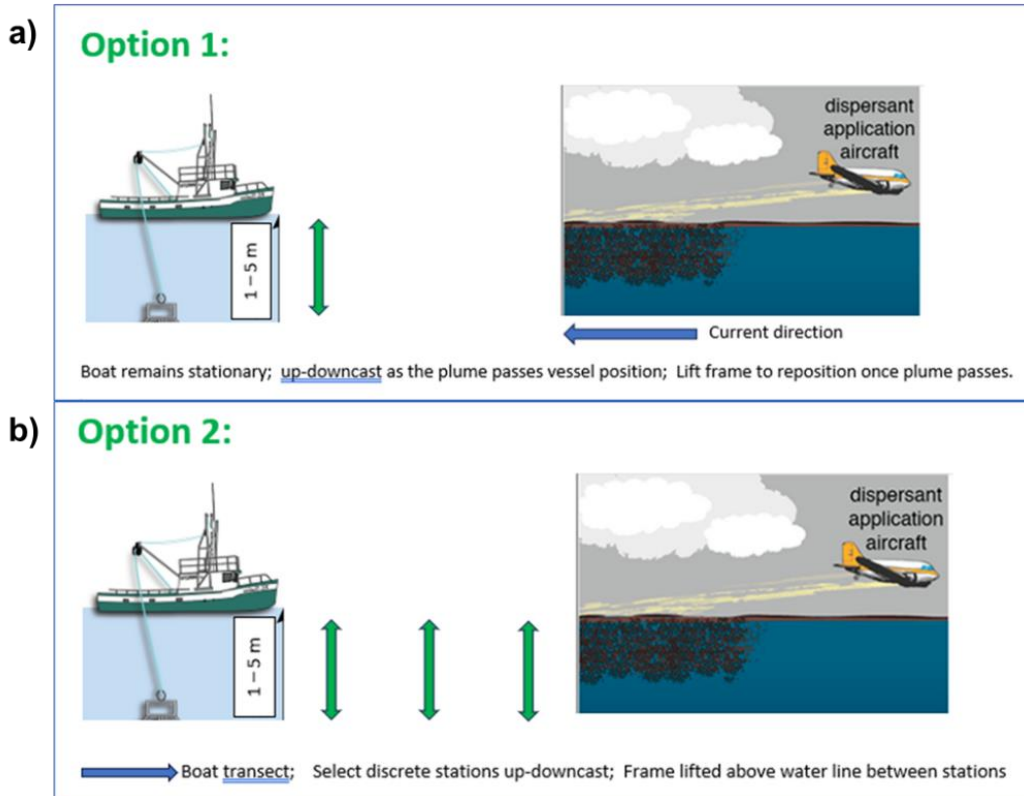 a)
Option 1:
dispersant
application
aircraft
1 – 5 m
Current direction
Boat remains stationary; up-downcast as the plume passes vessel position; Lift frame to reposition once plume passes.
b)
Option 2:
dispersant
application
aircraft
1 – 5 m
Boat transect; Select discrete stations up-downcast; Frame lifted above water line between stations